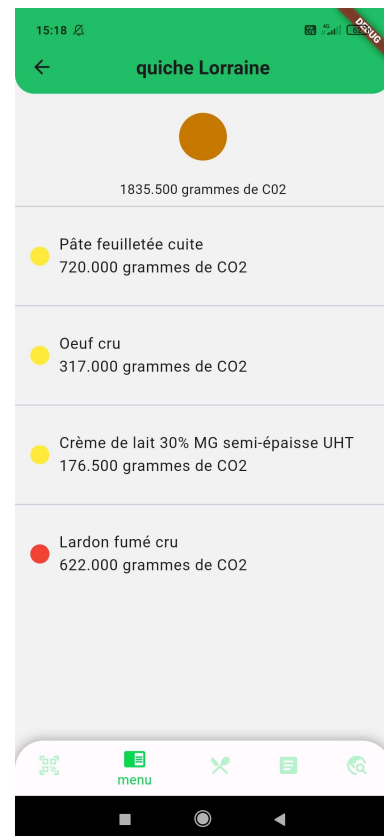 15:18
4G
DEBUG
quiche Lorraine
1835.500 grammes de C02
Pâte feuilletée cuite
720.000 grammes de CO2
Oeuf cru
317.000 grammes de CO2
Crème de lait 30% MG semi-épaisse UHT
176.500 grammes de CO2
Lardon fumé cru
622.000 grammes de CO2
menu